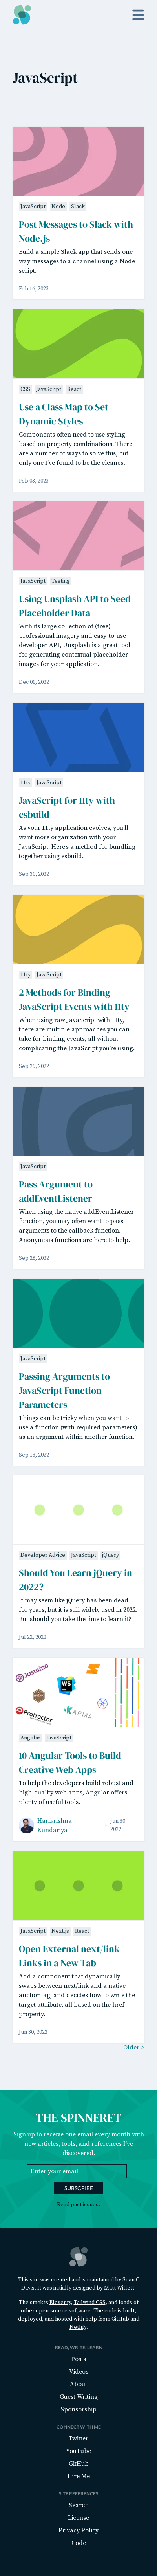 JavaScript
JavaScript Node Slack
Post Messages to Slack with
Node.js
Build a simple Slack app that sends one-
way messages to a channel using a Node
script.
Feb 16, 2023
CSS JavaScript React
Use a Class Map to Set
Dynamic Styles
Components often need to use styling
based on property combinations. There
are a number of ways to solve this, but
only one I've found to be the cleanest.
Feb 03, 2023
JavaScript Testing
Using Unsplash API to Seed
Placeholder Data
With its large collection of (free)
professional imagery and easy-to-use
developer API, Unsplash is a great tool
for generating contextual placeholder
images for your application.
Dec 01, 2022
11ty JavaScript
JavaScript for 11ty with
esbuild
As your 11ty application evolves, you'll
want more organization with your
JavaScript. Here's a method for bundling
together using esbuild.
Sep 30, 2022
11ty JavaScript
2 Methods for Binding
JavaScript Events with 11ty
When using raw JavaScript with 11ty,
there are multiple approaches you can
take for binding events, all without
complicating the JavaScript you're using.
Sep 29, 2022
JavaScript
Pass Argument to
addEventListener
When using the native addEventListener
function, you may often want to pass
arguments to the callback function.
Anonymous functions are here to help.
Sep 28, 2022
JavaScript
Passing Arguments to
JavaScript Function
Parameters
Things can be tricky when you want to
use a function (with required parameters)
as an argument within another function.
Sep 13, 2022
Developer Advice JavaScript jQuery
Should You Learn jQuery in
2022?
It may seem like jQuery has been dead
for years, but it is still widely used in 2022.
But should you take the time to learn it?
Jul 22, 2022
Jasmine
WS
Protractor
KARMA
Angular JavaScript
10 Angular Tools to Build
Creative Web Apps
To help the developers build robust and
high-quality web apps, Angular offers
plenty of useful tools.
Harikrishna
Kundariya
Jun 30,
2022
JavaScript Next.js React
Open External next/link
Links in a New Tab
Add a component that dynamically
swaps between next/link and a native
anchor tag, and decides how to write the
target attribute, all based on the href
property.
Jun 30, 2022
Older >
THE SPINNERET
Sign up to receive one email every month with
new articles, tools, and references I've
discovered.
Enter your email
SUBSCRIBE
Read past issues.
This site was created and is maintained by Sean C
Davis. It was initially designed by Matt Willett.
The stack is Eleventy, Tailwind CSS, and loads of
other open-source software. The code is built,
deployed, and hosted with help from GitHub and
Netlify.
READ, WRITE, LEARN
Posts
Videos
About
Guest Writing
Sponsorship
CONNECT WITH ME
Twitter
YouTube
GitHub
Hire Me
SITE REFERENCES
Search
License
Privacy Policy
Code